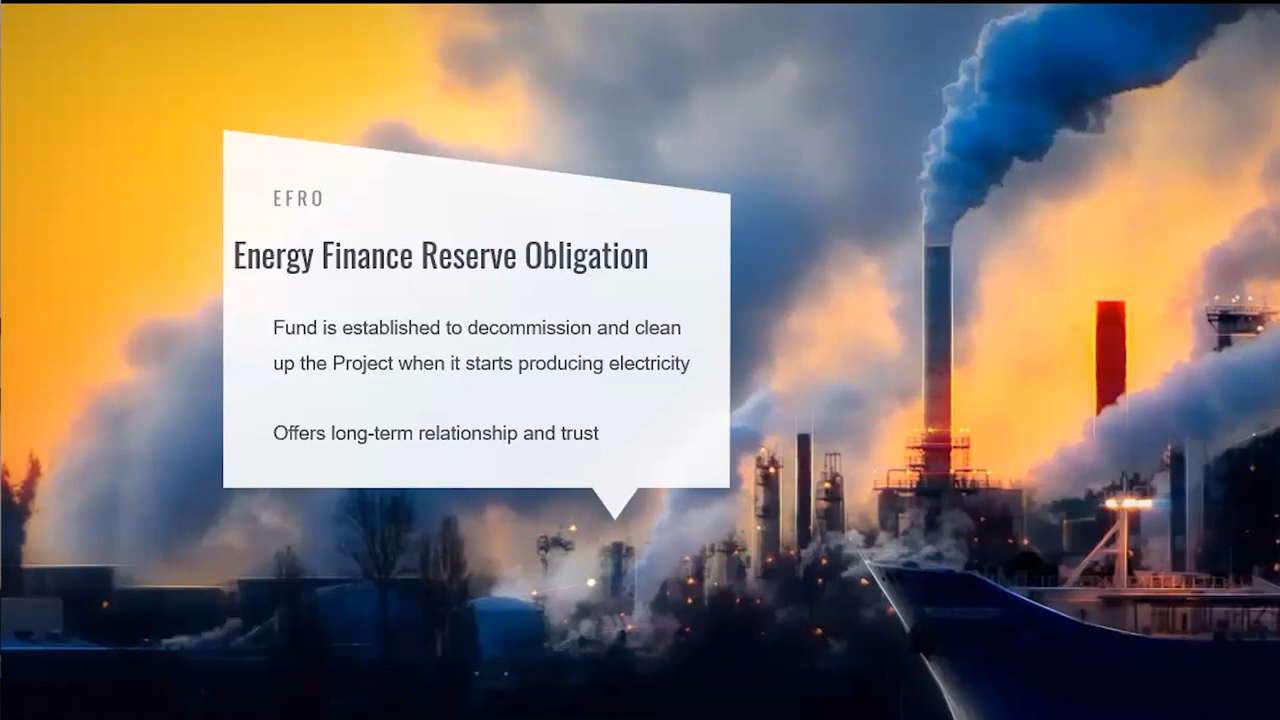 EFRO
Energy Finance Reserve Obligation
Fund is established to decommission and clean
up the Project when it starts producing electricity
Offers long-term relationship and trust